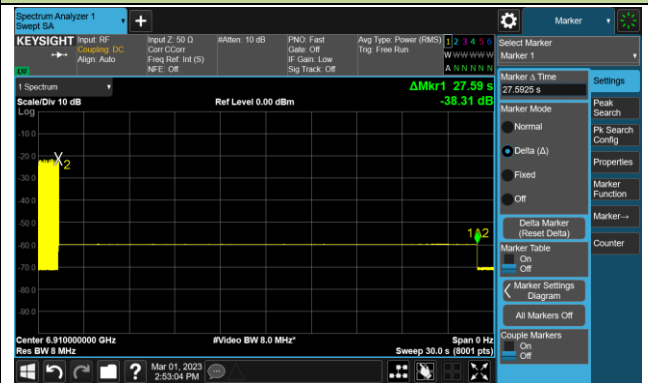 Spectrum Analyzer 1
Swept SA
+
Marker
KEYSIGHT
Input: RF
Coupling: DC
Align: Auto
Input Z: 50 Ω
Corr CCorr
Freq Ref: Int (S)
NFE: Off
#Atten: 10 dB
PNO: Fast
Gate: Off
IF Gain: Low
Sig Track: Off
Avg Type: Power (RMS)
Trig: Free Run
1 2 3 4 5 6
W W W W W W
A N N N N N
Select Marker
Marker 1
1 Spectrum
Scale/Div 10 dB
Log
Ref Level 0.00 dBm
ΔMkr1 27.59 s
-38.31 dB
-10.0
-20.0
-30.0
-40.0
-50.0
-60.0
-70.0
-80.0
-90.0
X2
1Δ2
Center 6.910000000 GHz
Res BW 8 MHz
#Video BW 8.0 MHz*
Span 0 Hz
Sweep 30.0 s (8001 pts)
Marker Δ Time
27.5925 s
Marker Mode
Normal
Delta (Δ)
Fixed
Off
Delta Marker
(Reset Delta)
Marker Table
On
Off
Marker Settings
Diagram
All Markers Off
Couple Markers
On
Off
Settings
Peak
Search
Pk Search
Config
Properties
Marker
Function
Marker→
Counter
?
Mar 01, 2023
2:53:04 PM